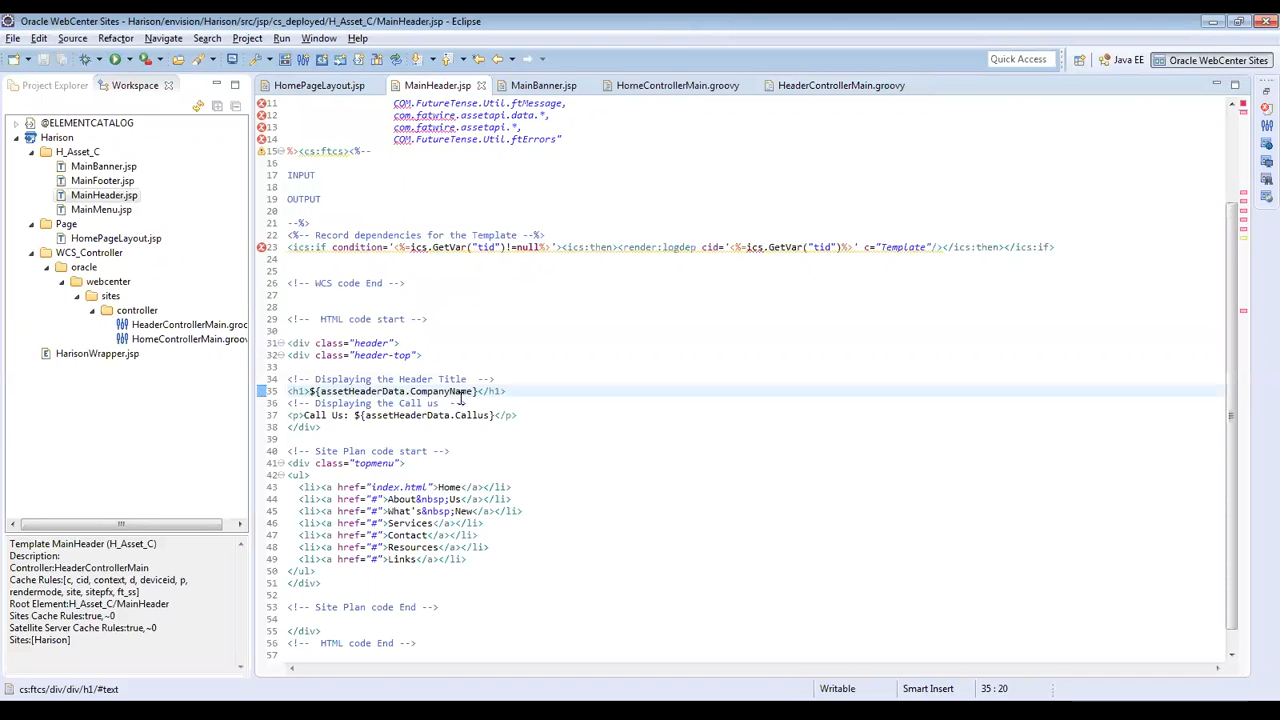 Oracle WebCenter Sites - Harison/envision/Harison/src/jsp/cs_deployed/H_Asset_C/MainHeader.jsp - Eclipse
File Edit Source Refactor Navigate Search Project Run Window Help
Quick Access
Java EE
Oracle WebCenter Sites
Project Explorer
Workspace
HomePageLayout.jsp
MainHeader.jsp
MainBanner.jsp
HomeControllerMain.groovy
HeaderControllerMain.groovy
@ELEMENTCATALOG
Harison
H_Asset_C
MainBanner.jsp
MainFooter.jsp
MainHeader.jsp
MainMenu.jsp
Page
HomePageLayout.jsp
WCS_Controller
oracle
webcenter
sites
controller
HeaderControllerMain.groo
HomeControllerMain.groov
HarisonWrapper.jsp
Template MainHeader (H_Asset_C)
Description:
Controller:HeaderControllerMain
Cache Rules:[c, cid, context, d, deviceid, p,
rendermode, site, sitepfx, ft_ss]
Root Element:H_Asset_C/MainHeader
Sites Cache Rules:true,~0
Satellite Server Cache Rules:true,~0
Sites:[Harison]
11 COM.FutureTense.Util.ftMessage,
12 com.fatwire.assetapi.data.*,
13 com.fatwire.assetapi.*,
14 COM.FutureTense.Util.ftErrors"
15 %><cs:ftcs><%--
16
17 INPUT
18
19 OUTPUT
20
21 --%>
22 <%-- Record dependencies for the Template --%>
23 <ics:if condition='<%=ics.GetVar("tid")!=null%>'><ics:then><render:logdep cid='<%=ics.GetVar("tid")%>' c="Template"/></ics:then></ics:if>
24
25
26 <!-- WCS code End -->
27
28
29 <!--  HTML code start -->
30
31 <div class="header">
32 <div class="header-top">
34 <!-- Displaying the Header Title  -->
35 <h1>${assetHeaderData.CompanyName}</h1>
36 <!-- Displaying the Call us  -->
37 <p>Call Us: ${assetHeaderData.Callus}</p>
38 </div>
39
40 <!-- Site Plan code start -->
41 <div class="topmenu">
42 <ul>
43 <li><a href="index.html">Home</a></li>
44 <li><a href="#">About&nbsp;Us</a></li>
45 <li><a href="#">What's&nbsp;New</a></li>
46 <li><a href="#">Services</a></li>
47 <li><a href="#">Contact</a></li>
48 <li><a href="#">Resources</a></li>
49 <li><a href="#">Links</a></li>
50 </ul>
51 </div>
52
53 <!-- Site Plan code End -->
54
55 </div>
56 <!--  HTML code End -->
57
cs:ftcs/div/div/h1/#text
Writable
Smart Insert
35 : 20